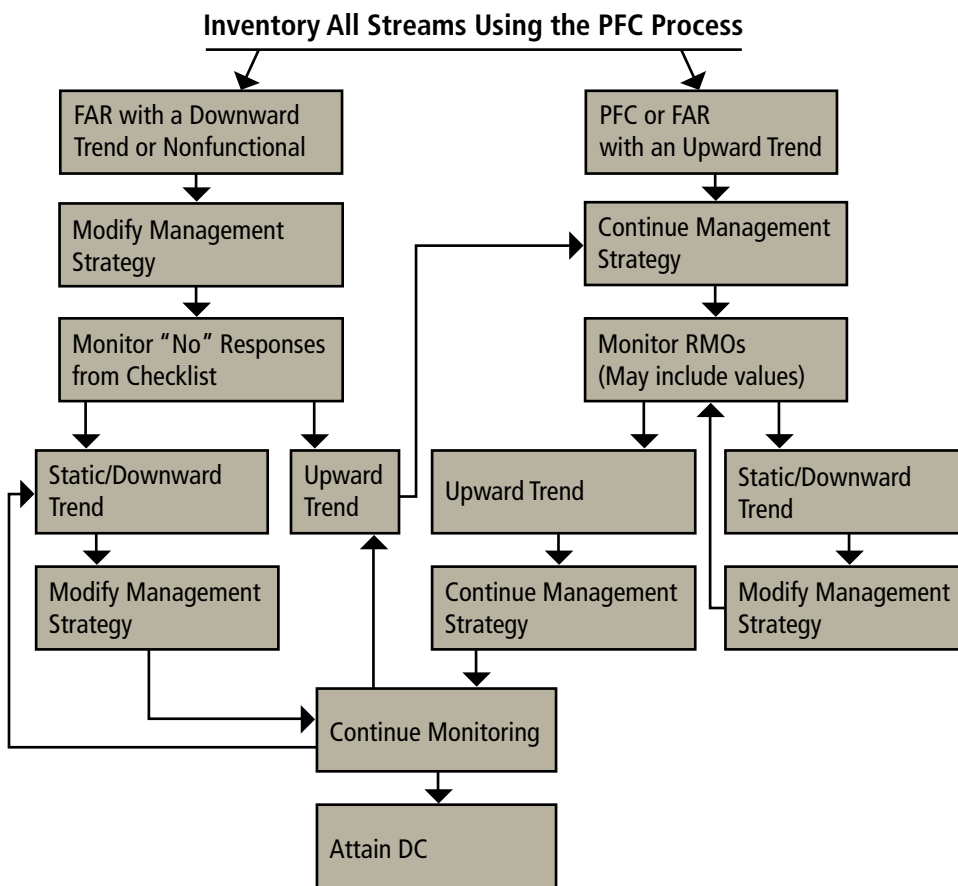 Inventory All Streams Using the PFC Process
FAR with a Downward
Trend or Nonfunctional
PFC or FAR
with an Upward Trend
Modify Management
Strategy
Continue Management
Strategy
Monitor "No" Responses
from Checklist
Monitor RMOs
(May include values)
Static/Downward
Trend
Upward
Trend
Upward Trend
Static/Downward
Trend
Modify Management
Strategy
Continue Management
Strategy
Modify Management
Strategy
Continue Monitoring
Attain DC